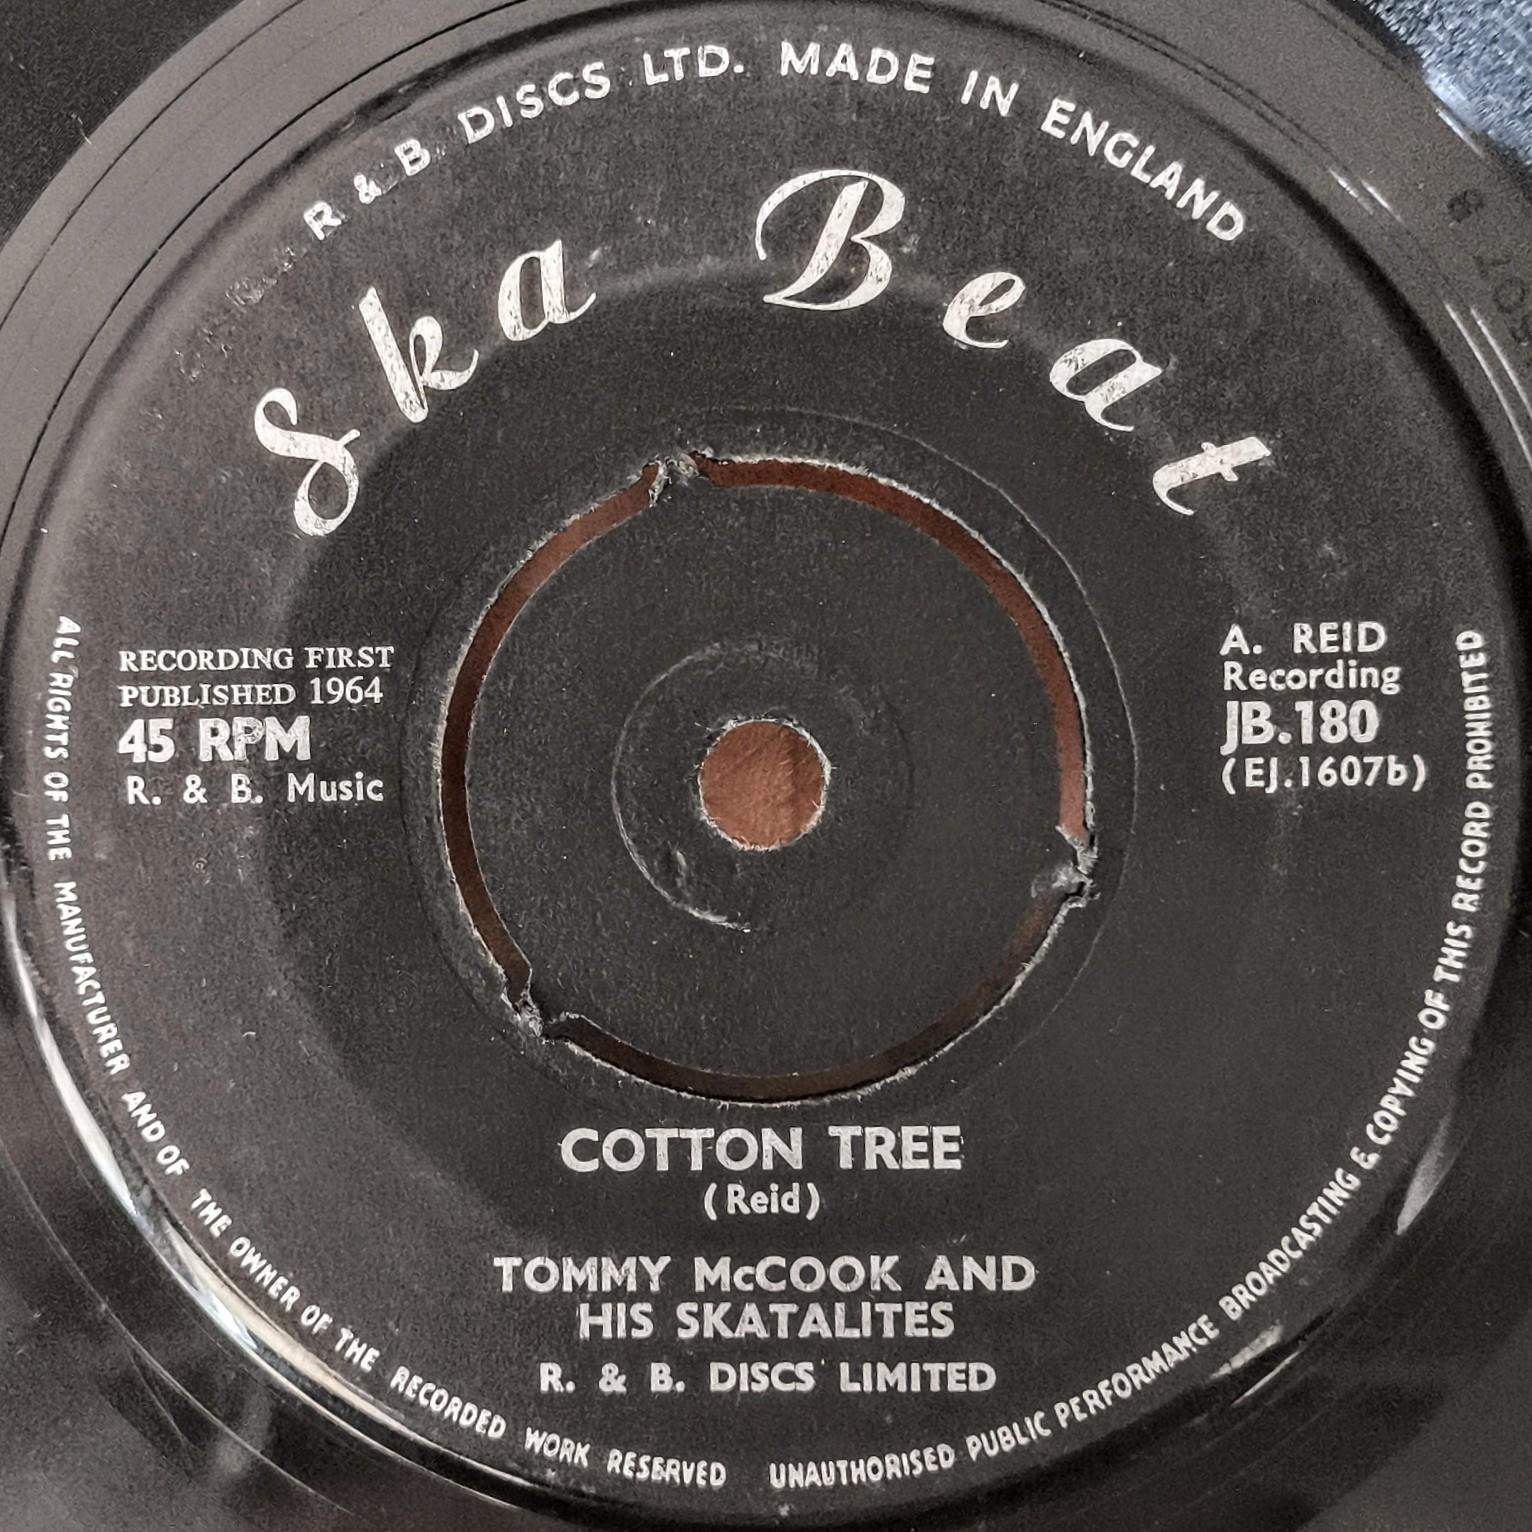 R & B DISCS LTD. MADE IN ENGLAND
Ska Beat
RECORDING FIRST
PUBLISHED 1964
45 RPM
R. & B. Music
A. REID
Recording
JB.180
(EJ.1607b)
COTTON TREE
(Reid)
TOMMY McCOOK AND
HIS SKATALITES
R. & B. DISCS LIMITED
ALL RIGHTS OF THE MANUFACTURER AND OF THE OWNER OF THE RECORDED WORK RESERVED UNAUTHORISED PUBLIC PERFORMANCE BROADCASTING & COPYING OF THIS RECORD PROHIBITED